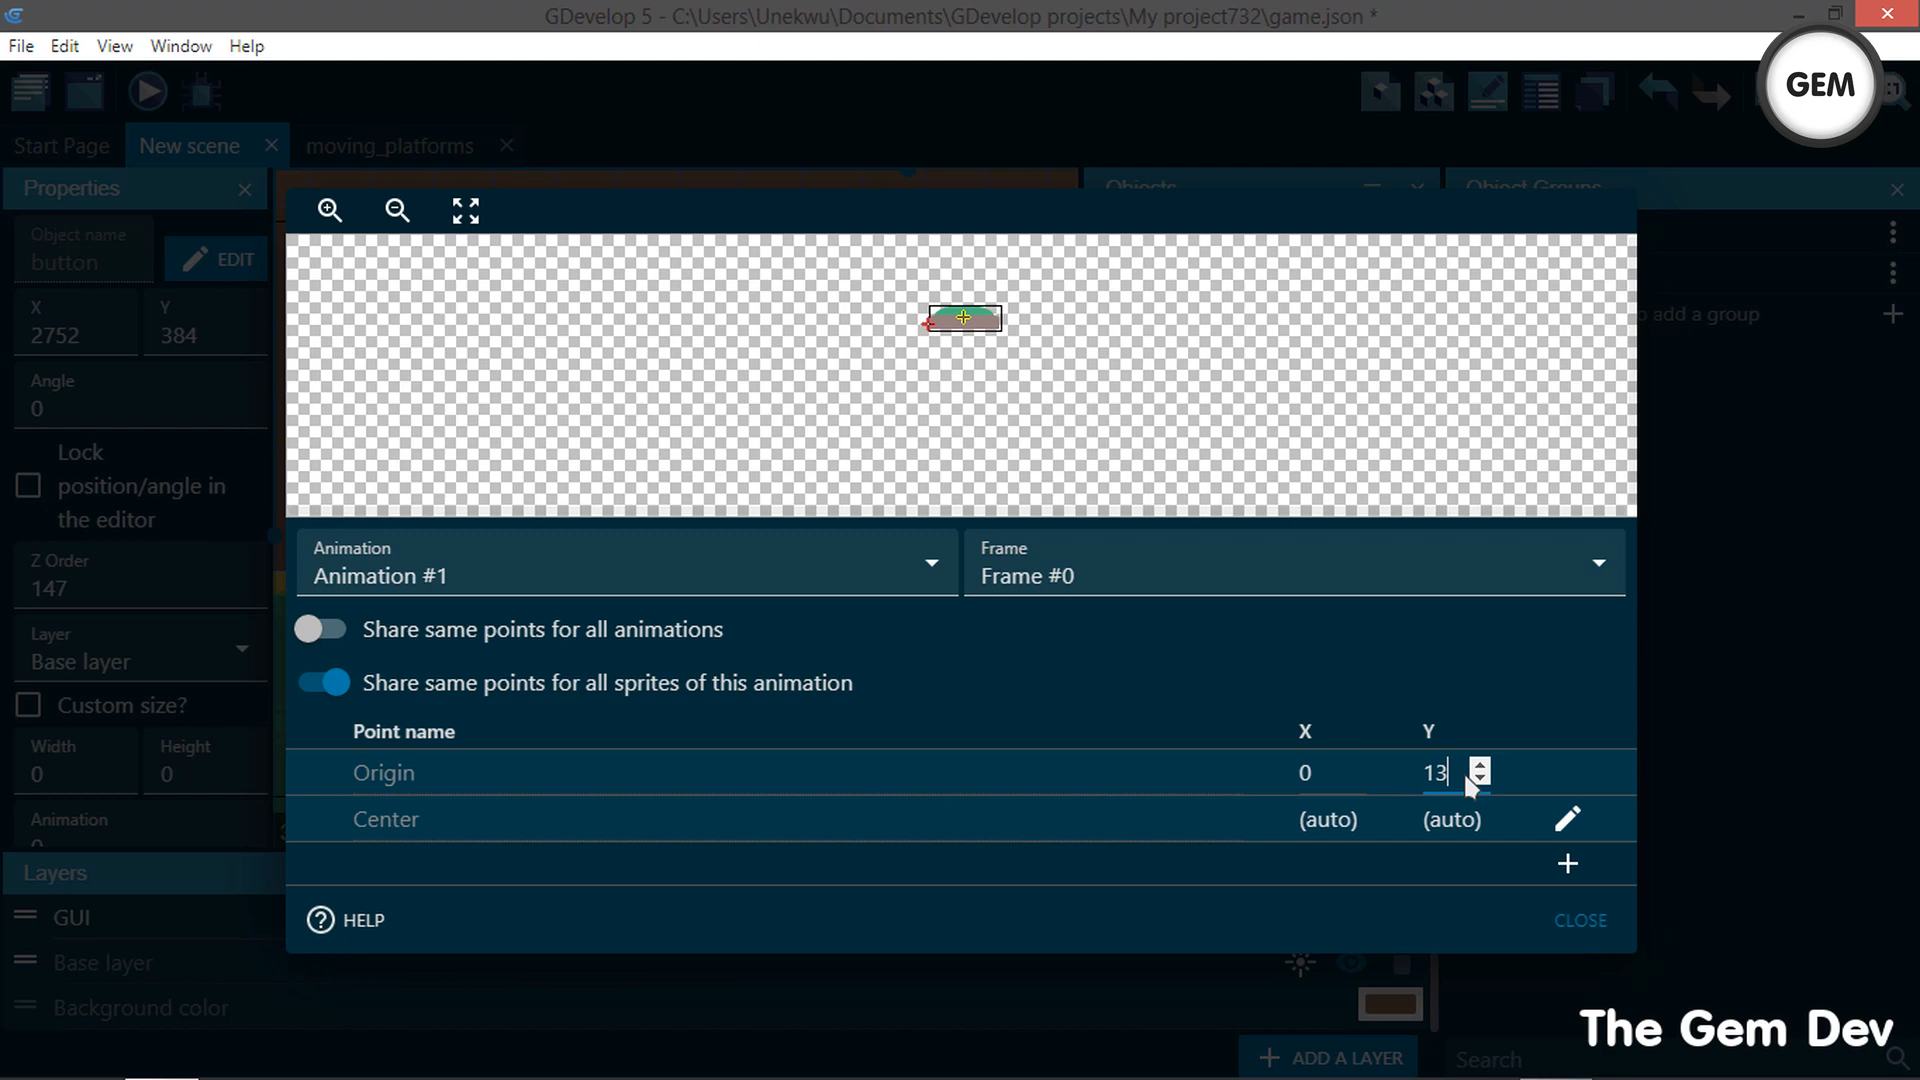 GDevelop 5 - C:\Users\Unekwu\Documents\GDevelop projects\My project732\game.json *
File Edit View Window Help
GEM
Start Page New scene moving_platforms
Properties Objects Object Groups
Object name
button
EDIT
X Y
2752 384
o add a group
Angle
0
Lock
position/angle in
the editor
Animation
Animation #1
Frame
Frame #0
Z Order
147
Share same points for all animations
Layer
Base layer
Share same points for all sprites of this animation
Custom size?
Point name X Y
Width Height
0 0
Origin 0 13
Animation
0
Center (auto) (auto)
Layers
HELP CLOSE
GUI
Base layer
Background color
The Gem Dev
ADD A LAYER
Search